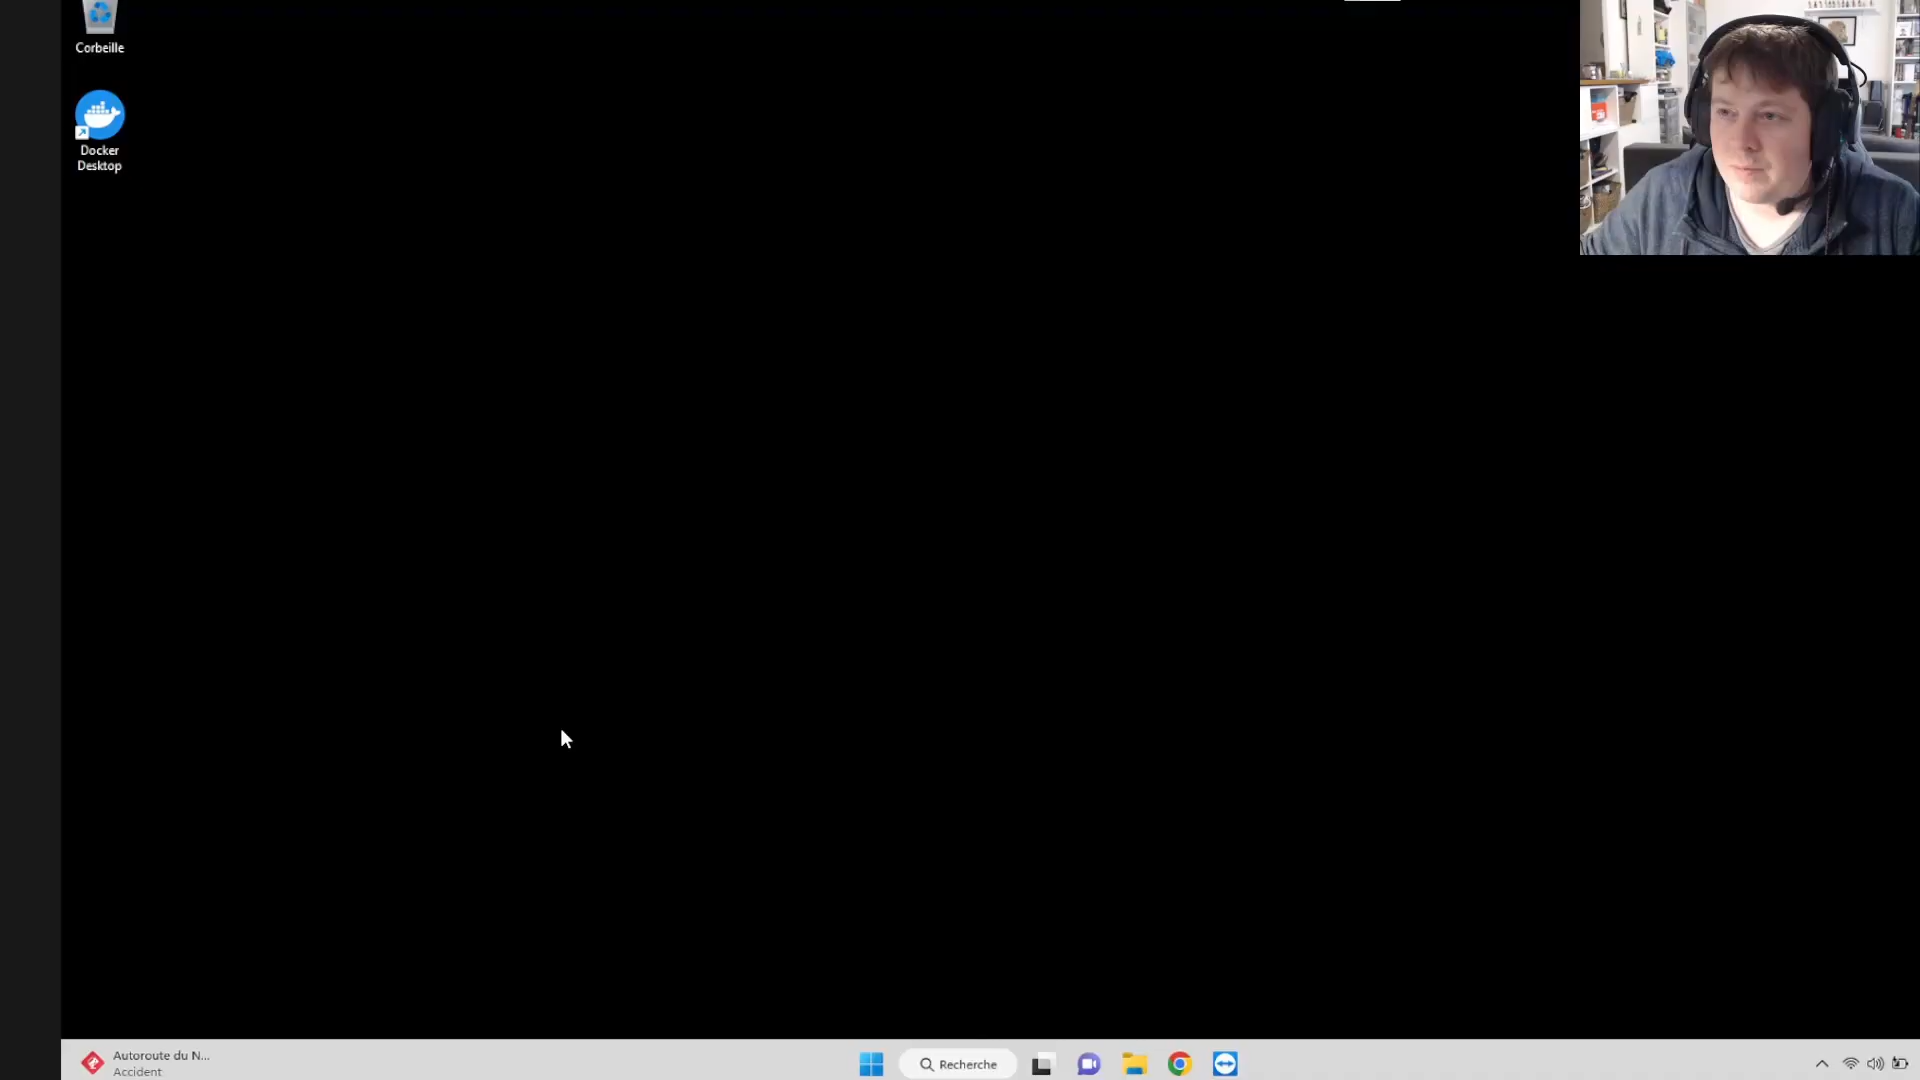 Corbeille
Docker
Desktop
Autoroute du N...
Accident
Recherche